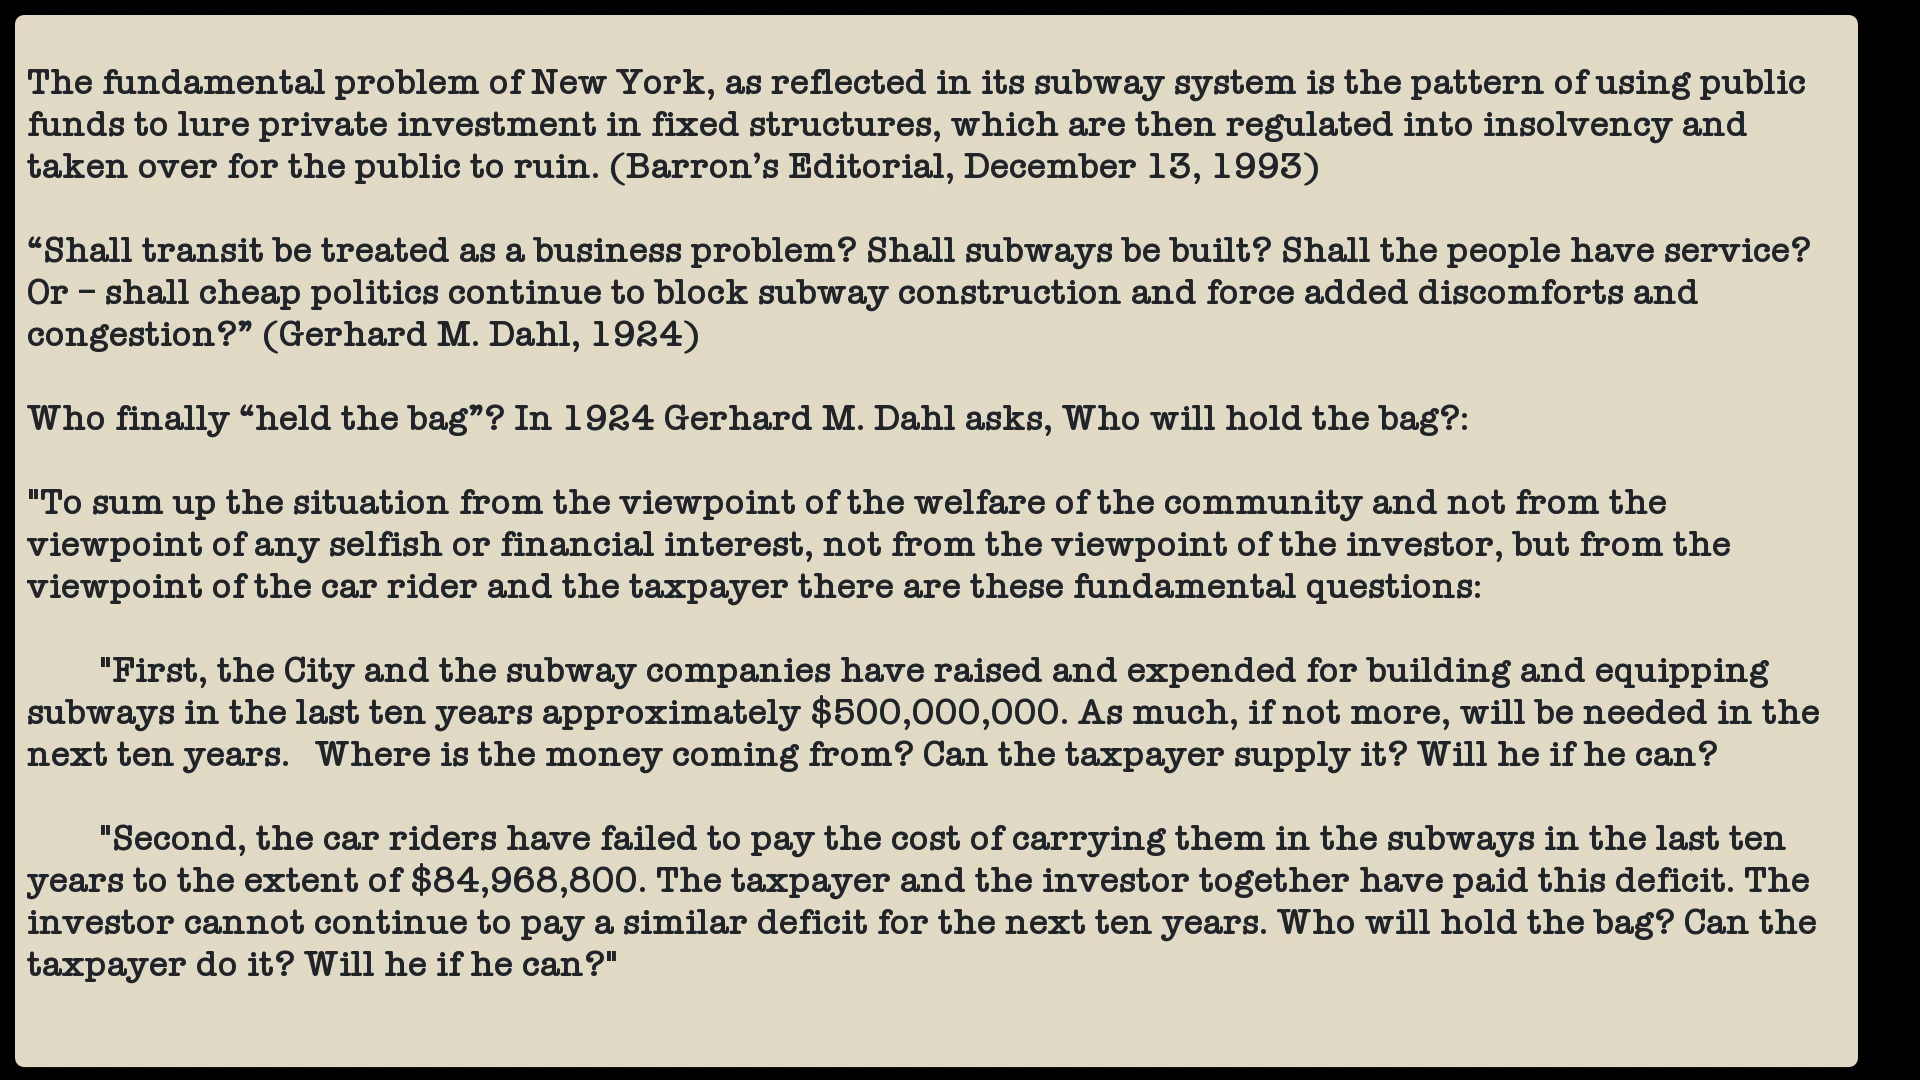 The fundamental problem of New York, as reflected in its subway system is the pattern of using public
funds to lure private investment in fixed structures, which are then regulated into insolvency and
taken over for the public to ruin. (Barron’s Editorial, December 13, 1993)
“Shall transit be treated as a business problem? Shall subways be built? Shall the people have service?
Or – shall cheap politics continue to block subway construction and force added discomforts and
congestion?” (Gerhard M. Dahl, 1924)
Who finally “held the bag”? In 1924 Gerhard M. Dahl asks, Who will hold the bag?:
"To sum up the situation from the viewpoint of the welfare of the community and not from the
viewpoint of any selfish or financial interest, not from the viewpoint of the investor, but from the
viewpoint of the car rider and the taxpayer there are these fundamental questions:
"First, the City and the subway companies have raised and expended for building and equipping
subways in the last ten years approximately $500,000,000. As much, if not more, will be needed in the
next ten years.   Where is the money coming from? Can the taxpayer supply it? Will he if he can?
"Second, the car riders have failed to pay the cost of carrying them in the subways in the last ten
years to the extent of $84,968,800. The taxpayer and the investor together have paid this deficit. The
investor cannot continue to pay a similar deficit for the next ten years. Who will hold the bag? Can the
taxpayer do it? Will he if he can?"